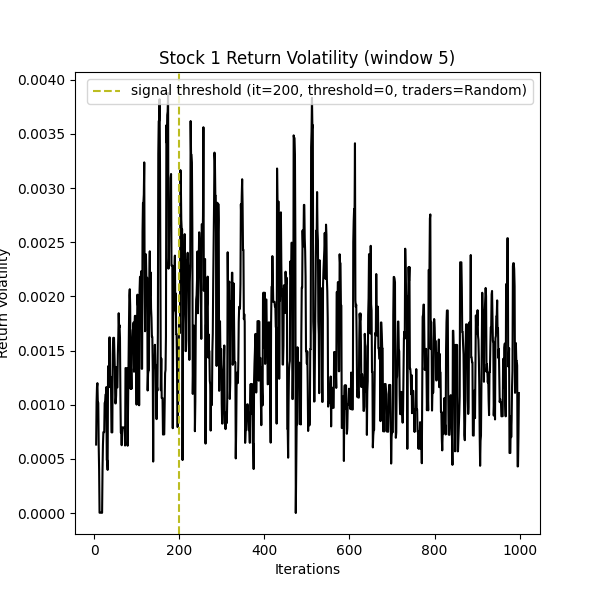 Stock 1 Return Volatility (window 5)
signal threshold (it=200, threshold=0, traders=Random)
Return Volatility
0.0040
0.0035
0.0030
0.0025
0.0020
0.0015
0.0010
0.0005
0.0000
0 200 400 600 800 1000
Iterations